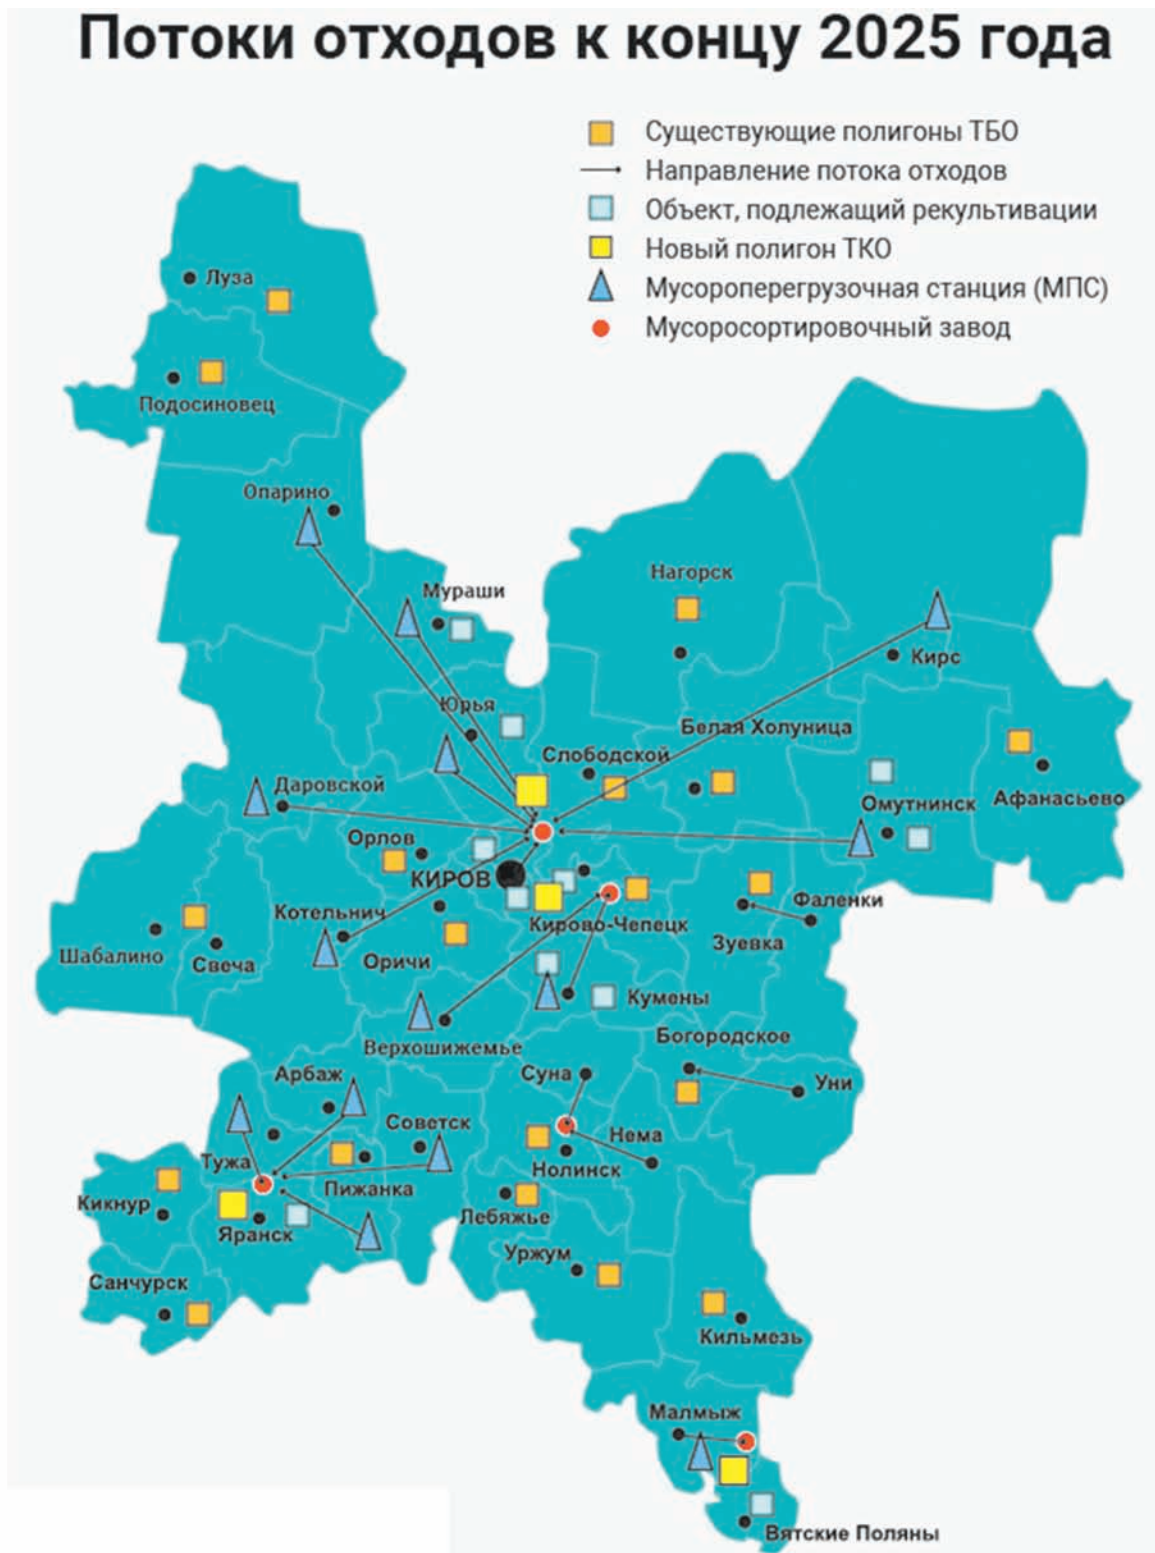 Потоки отходов к концу 2025 года
Существующие полигоны ТБО
Направление потока отходов
Объект, подлежащий рекультивации
Новый полигон ТКО
Мусороперегрузочная станция (МПС)
Мусоросортировочный завод
Луза
Подосиновец
Опарино
Мураши
Нагорск
Кирс
Юрья
Белая Холуница
Слободской
Даровской
Афанасьево
Омутнинск
Орлов
КИРОВ
Фаленки
Котельнич
Кирово-Чепецк
Зуевка
Шабалино
Свеча
Оричи
Кумены
Верхошижемье
Богородское
Арбаж
Суна
Уни
Советск
Нема
Тужа
Нолинск
Пижанка
Кикнур
Лебяжье
Яранск
Уржум
Санчурск
Кильмезь
Малмыж
Вятские Поляны